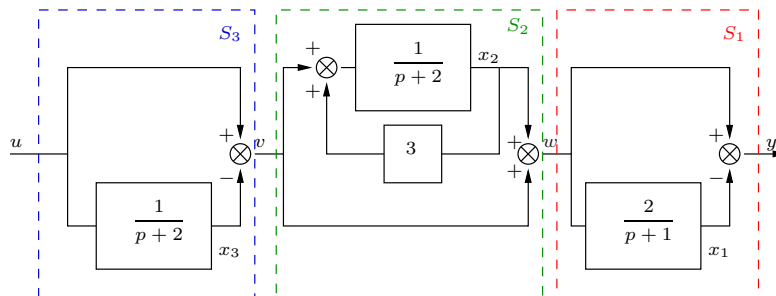 S₃
S₂
S₁
+
1
p + 2
x₂
+
3
u
+
v
+
w
+
y
−
+
−
1
p + 2
x₃
2
p + 1
x₁